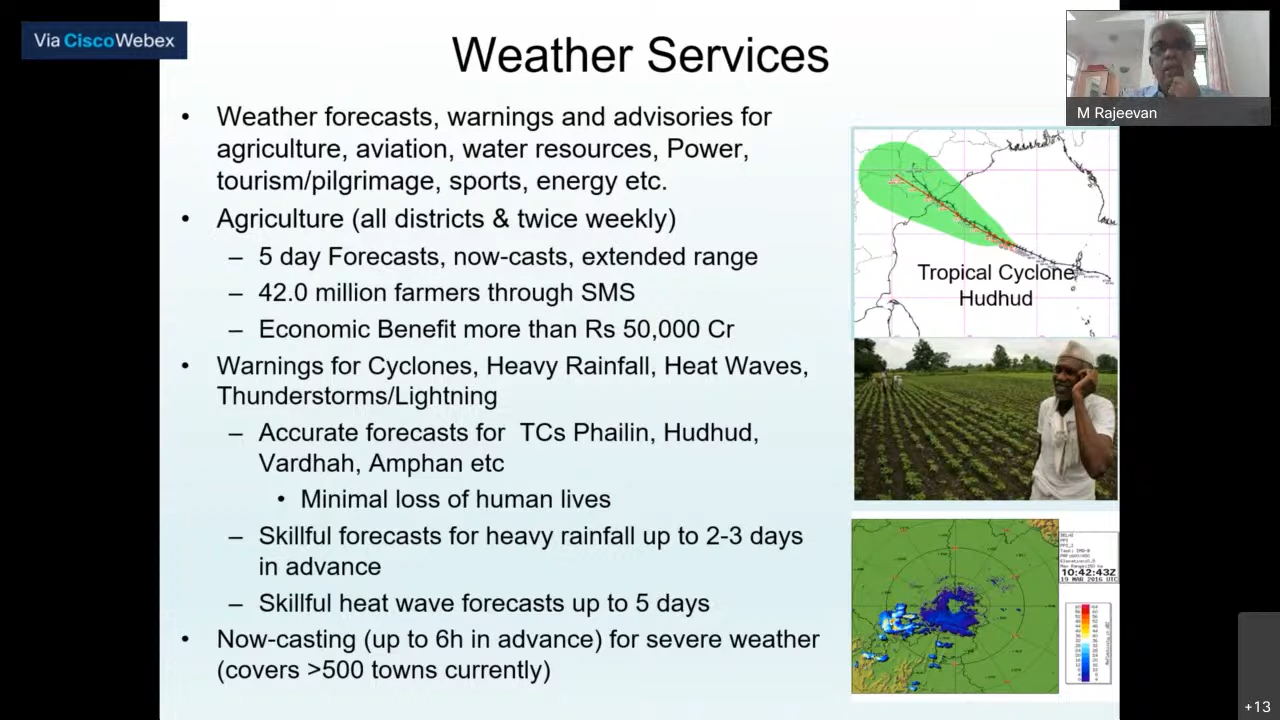 Via CiscoWebex
Weather Services
M Rajeevan
• Weather forecasts, warnings and advisories for
agriculture, aviation, water resources, Power,
tourism/pilgrimage, sports, energy etc.
• Agriculture (all districts & twice weekly)
– 5 day Forecasts, now-casts, extended range
– 42.0 million farmers through SMS
– Economic Benefit more than Rs 50,000 Cr
• Warnings for Cyclones, Heavy Rainfall, Heat Waves,
Thunderstorms/Lightning
– Accurate forecasts for TCs Phailin, Hudhud,
Vardhah, Amphan etc
• Minimal loss of human lives
– Skillful forecasts for heavy rainfall up to 2-3 days
in advance
– Skillful heat wave forecasts up to 5 days
• Now-casting (up to 6h in advance) for severe weather
(covers >500 towns currently)
Tropical Cyclone
Hudhud
10:42:43Z
19 MAR 2016 UTC
+13